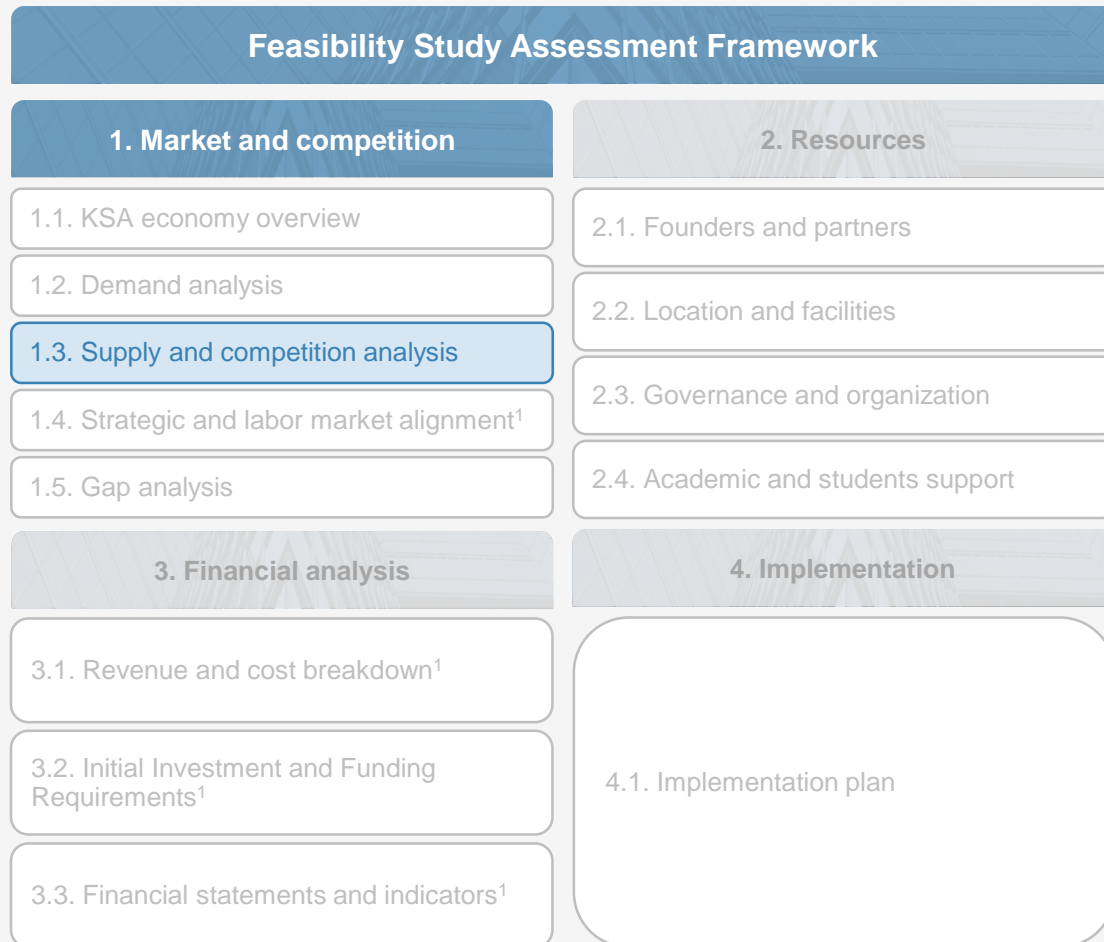 Feasibility Study Assessment Framework
1. Market and competition
1.1. KSA economy overview
1.2. Demand analysis
1.3. Supply and competition analysis
1.4. Strategic and labor market alignment¹
1.5. Gap analysis
2. Resources
2.1. Founders and partners
2.2. Location and facilities
2.3. Governance and organization
2.4. Academic and students support
3. Financial analysis
3.1. Revenue and cost breakdown¹
3.2. Initial Investment and Funding
Requirements¹
3.3. Financial statements and indicators¹
4. Implementation
4.1. Implementation plan